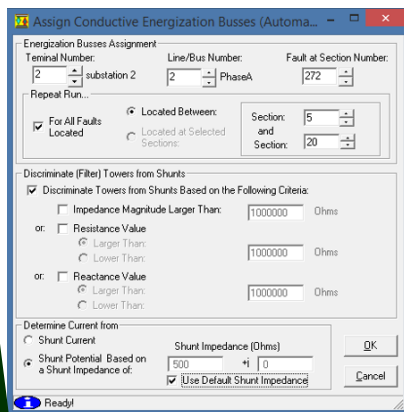 Assign Conductive Energization Busses (Automa...
Energization Busses Assignment
Teminal Number:
Line/Bus Number:
Fault at Section Number:
2 substation 2
2 PhaseA
272
Repeat Run...
For All Faults Located
Located Between:
Located at Selected Sections:
Section: 5
and
Section: 20
Discriminate (Filter) Towers from Shunts
Discriminate Towers from Shunts Based on the Following Criteria:
Impedance Magnitude Larger Than: 1000000 Ohms
or: Resistance Value
Larger Than:
Lower Than:
1000000 Ohms
or: Reactance Value
Larger Than:
Lower Than:
1000000 Ohms
Determine Current from
Shunt Current
Shunt Potential Based on a Shunt Impedance of:
Shunt Impedance (Ohms)
500 +i 0
Use Default Shunt Impedance
OK
Cancel
Ready!